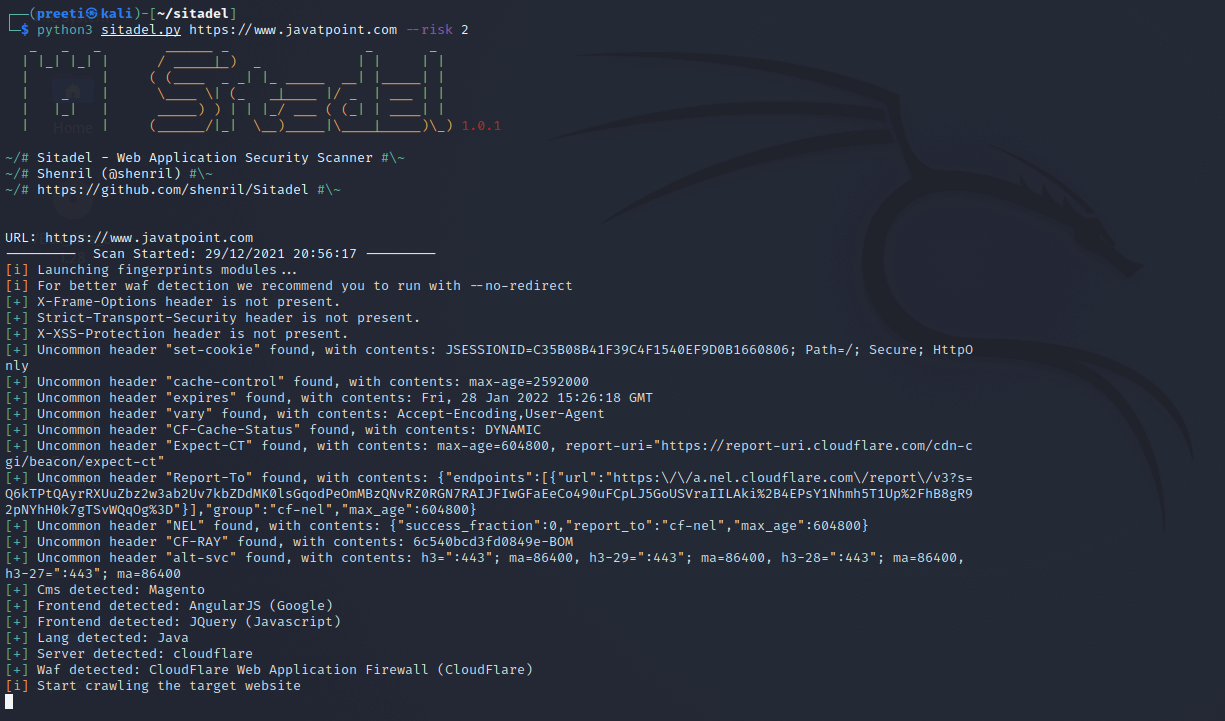 (preeti㉿kali)-[~/sitadel]
$ python3 sitadel.py https://www.javatpoint.com --risk 2
1.0.1
Home
~/# Sitadel - Web Application Security Scanner #\~
~/# Shenril (@shenril) #\~
~/# https://github.com/shenril/Sitadel #\~
URL: https://www.javatpoint.com
——————— Scan Started: 29/12/2021 20:56:17 ———————
[i] Launching fingerprints modules...
[i] For better waf detection we recommend you to run with --no-redirect
[+] X-Frame-Options header is not present.
[+] Strict-Transport-Security header is not present.
[+] X-XSS-Protection header is not present.
[+] Uncommon header "set-cookie" found, with contents: JSESSIONID=C35B08B41F39C4F1540EF9D0B1660806; Path=/; Secure; HttpO
nly
[+] Uncommon header "cache-control" found, with contents: max-age=2592000
[+] Uncommon header "expires" found, with contents: Fri, 28 Jan 2022 15:26:18 GMT
[+] Uncommon header "vary" found, with contents: Accept-Encoding,User-Agent
[+] Uncommon header "CF-Cache-Status" found, with contents: DYNAMIC
[+] Uncommon header "Expect-CT" found, with contents: max-age=604800, report-uri="https://report-uri.cloudflare.com/cdn-c
gi/beacon/expect-ct"
[+] Uncommon header "Report-To" found, with contents: {"endpoints":[{"url":"https:\/\/a.nel.cloudflare.com\/report\/v3?s=
Q6kTPtQAyrRXUuZbz2w3ab2Uv7kbZDdMK0lsGqodPeOmMBzQNvRZ0RGN7RAIJFIwGFaEeCo490uFCpLJ5GoUSVraIILAki%2B4EPsY1Nhmh5T1Up%2FhB8gR9
2pNYhH0k7gTSvWQqOg%3D"}],"group":"cf-nel","max_age":604800}
[+] Uncommon header "NEL" found, with contents: {"success_fraction":0,"report_to":"cf-nel","max_age":604800}
[+] Uncommon header "CF-RAY" found, with contents: 6c540bcd3fd0849e-BOM
[+] Uncommon header "alt-svc" found, with contents: h3=":443"; ma=86400, h3-29=":443"; ma=86400, h3-28=":443"; ma=86400,
h3-27=":443"; ma=86400
[+] Cms detected: Magento
[+] Frontend detected: AngularJS (Google)
[+] Frontend detected: JQuery (Javascript)
[+] Lang detected: Java
[+] Server detected: cloudflare
[+] Waf detected: CloudFlare Web Application Firewall (CloudFlare)
[i] Start crawling the target website